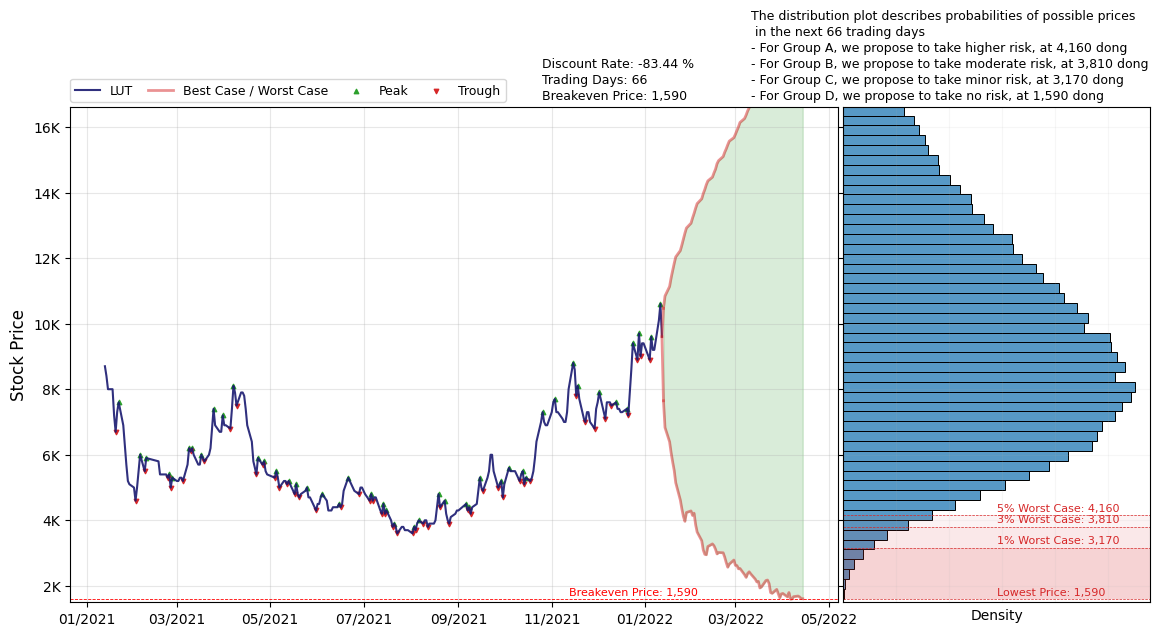 The distribution plot describes probabilities of possible prices
in the next 66 trading days
- For Group A, we propose to take higher risk, at 4,160 dong
- For Group B, we propose to take moderate risk, at 3,810 dong
- For Group C, we propose to take minor risk, at 3,170 dong
- For Group D, we propose to take no risk, at 1,590 dong
Discount Rate: -83.44 %
Trading Days: 66
Breakeven Price: 1,590
LUT Best Case / Worst Case Peak Trough
Stock Price
16K
14K
12K
10K
8K
6K
4K
2K
Breakeven Price: 1,590
01/2021 03/2021 05/2021 07/2021 09/2021 11/2021 01/2022 03/2022 05/2022
5% Worst Case: 4,160
3% Worst Case: 3,810
1% Worst Case: 3,170
Lowest Price: 1,590
Density